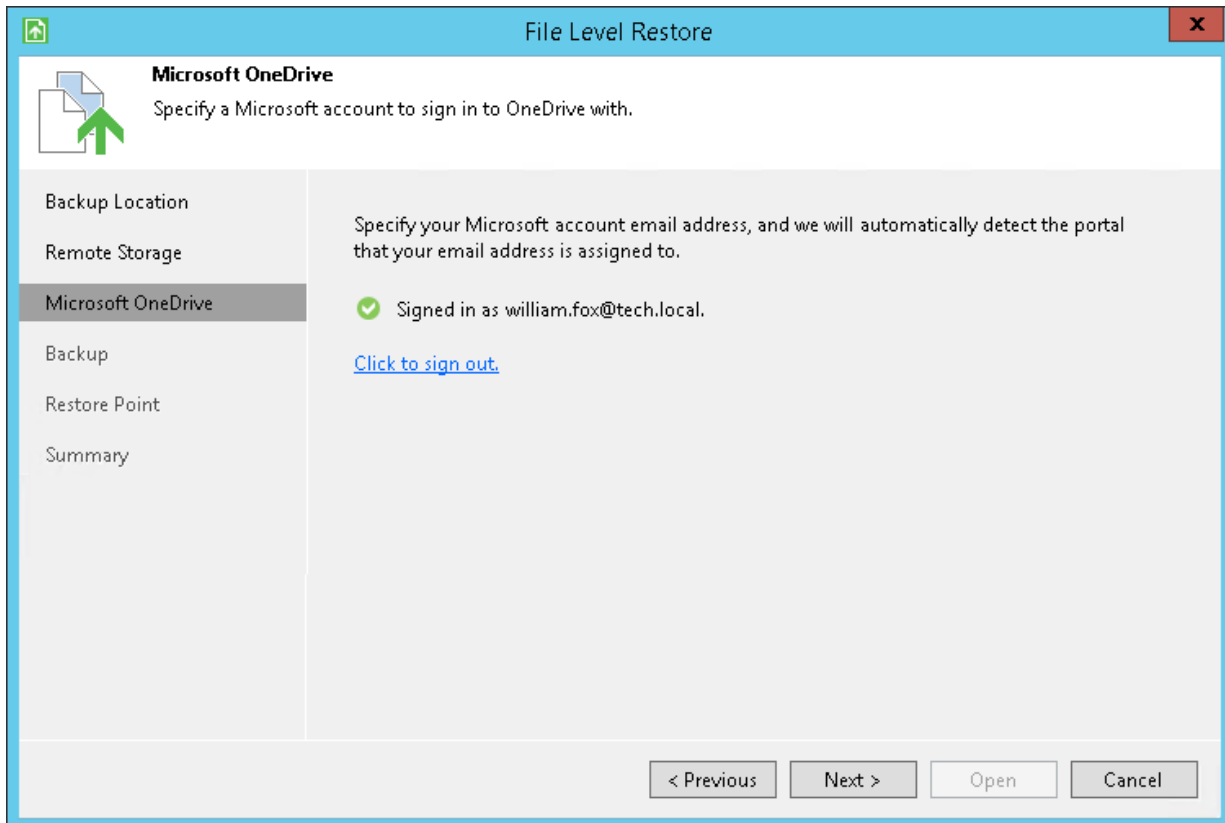 File Level Restore
x
Microsoft OneDrive
Specify a Microsoft account to sign in to OneDrive with.
Backup Location
Remote Storage
Microsoft OneDrive
Backup
Restore Point
Summary
Specify your Microsoft account email address, and we will automatically detect the portal
that your email address is assigned to.
Signed in as william.fox@tech.local.
Click to sign out.
< Previous
Next >
Open
Cancel